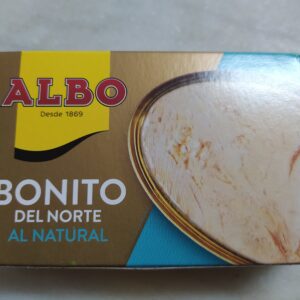 ALBO
Desde 1869
BONITO
DEL NORTE
AL NATURAL